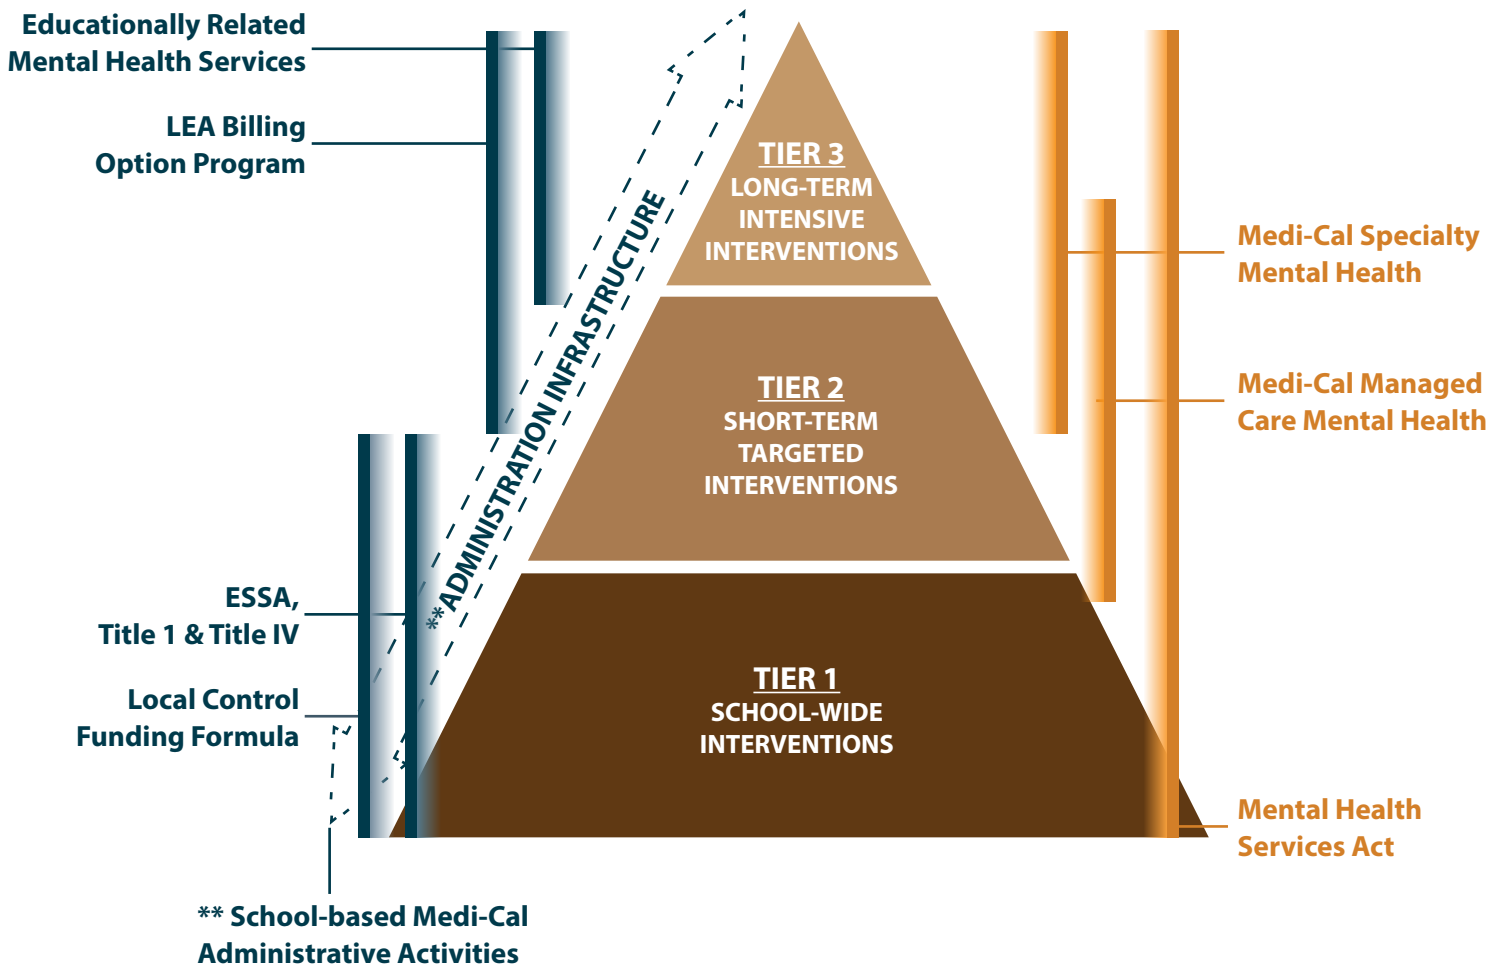 Educationally Related
Mental Health Services
LEA Billing
Option Program
ESSA,
Title 1 & Title IV
Local Control
Funding Formula
** School-based Medi-Cal
Administrative Activities
**ADMINISTRATION INFRASTRUCTURE
TIER 3
LONG-TERM
INTENSIVE
INTERVENTIONS
TIER 2
SHORT-TERM
TARGETED
INTERVENTIONS
TIER 1
SCHOOL-WIDE
INTERVENTIONS
Medi-Cal Specialty
Mental Health
Medi-Cal Managed
Care Mental Health
Mental Health
Services Act